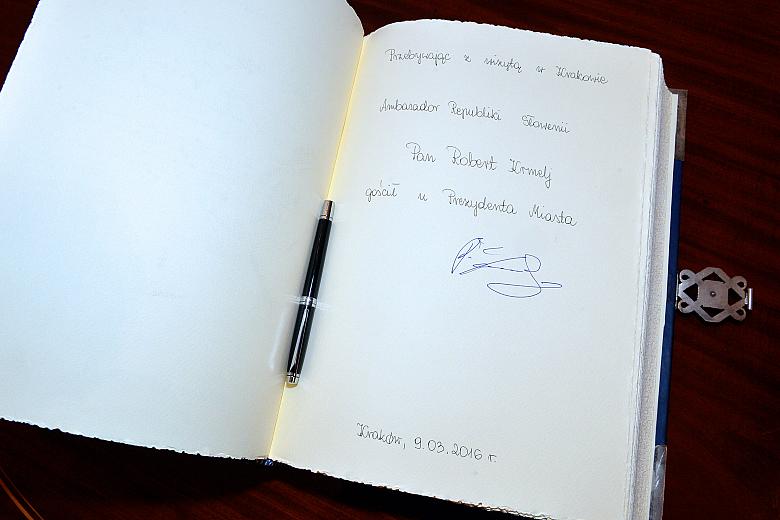 Przebywając z wizytą w Krakowie
Ambasador Republiki Słowenii
Pan Robert Krmelj
gościł u Prezydenta Miasta
Kraków, 9.03.2016 r.